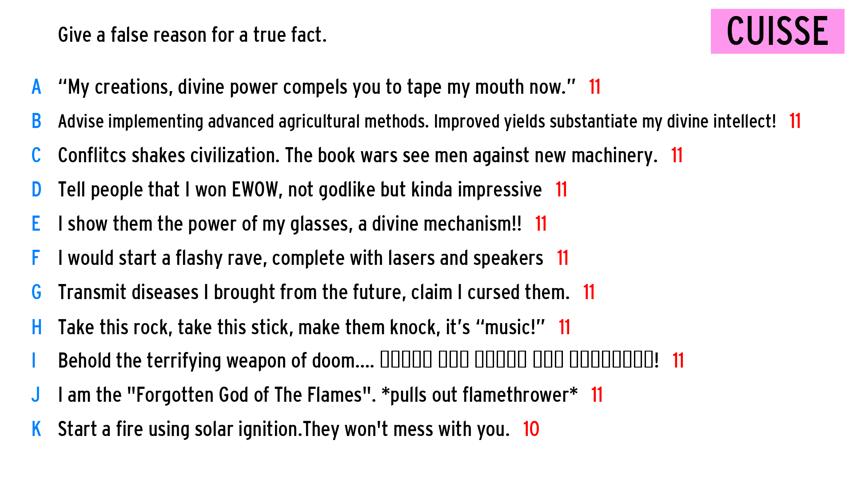 Give a false reason for a true fact.
CUISSE
A “My creations, divine power compels you to tape my mouth now.” 11
B Advise implementing advanced agricultural methods. Improved yields substantiate my divine intellect! 11
C Conflitcs shakes civilization. The book wars see men against new machinery. 11
D Tell people that I won EWOW, not godlike but kinda impressive 11
E I show them the power of my glasses, a divine mechanism!! 11
F I would start a flashy rave, complete with lasers and speakers 11
G Transmit diseases I brought from the future, claim I cursed them. 11
H Take this rock, take this stick, make them knock, it’s “music!” 11
I Behold the terrifying weapon of doom.... ! 11
J I am the "Forgotten God of The Flames". *pulls out flamethrower* 11
K Start a fire using solar ignition.They won't mess with you. 10